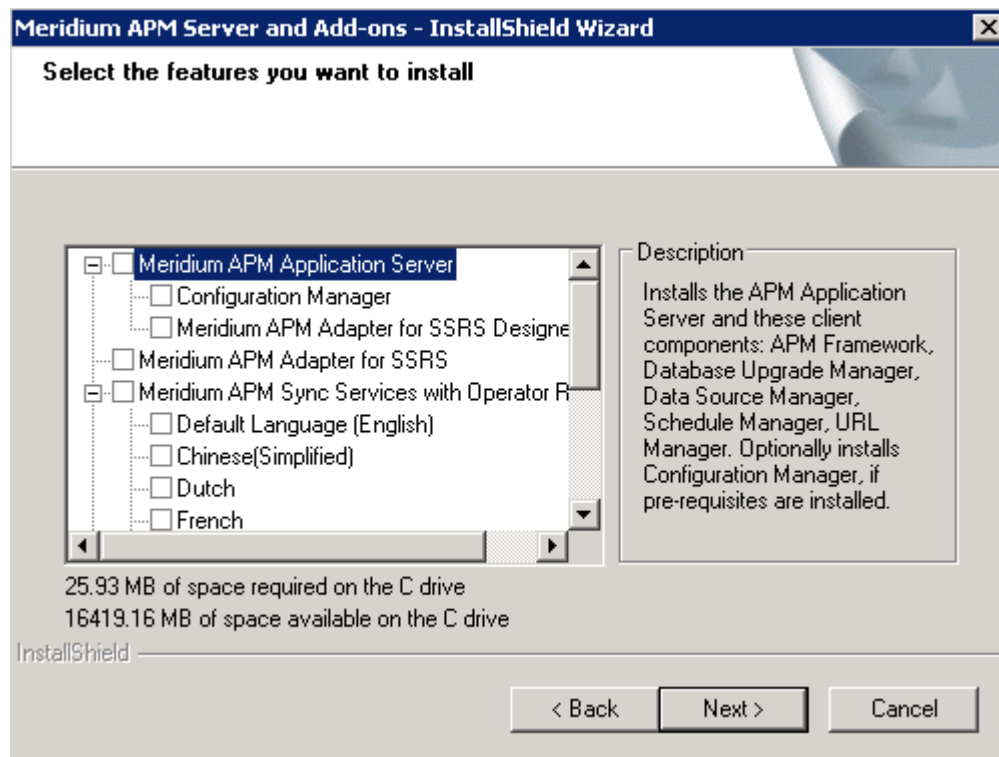 Meridium APM Server and Add-ons - InstallShield Wizard
Select the features you want to install
Meridium APM Application Server
Configuration Manager
Meridium APM Adapter for SSRS Designe
Meridium APM Adapter for SSRS
Meridium APM Sync Services with Operator R
Default Language (English)
Chinese(Simplified)
Dutch
French
Description
Installs the APM Application
Server and these client
components: APM Framework,
Database Upgrade Manager,
Data Source Manager,
Schedule Manager, URL
Manager. Optionally installs
Configuration Manager, if
pre-requisites are installed.
25.93 MB of space required on the C drive
16419.16 MB of space available on the C drive
InstallShield
< Back
Next >
Cancel